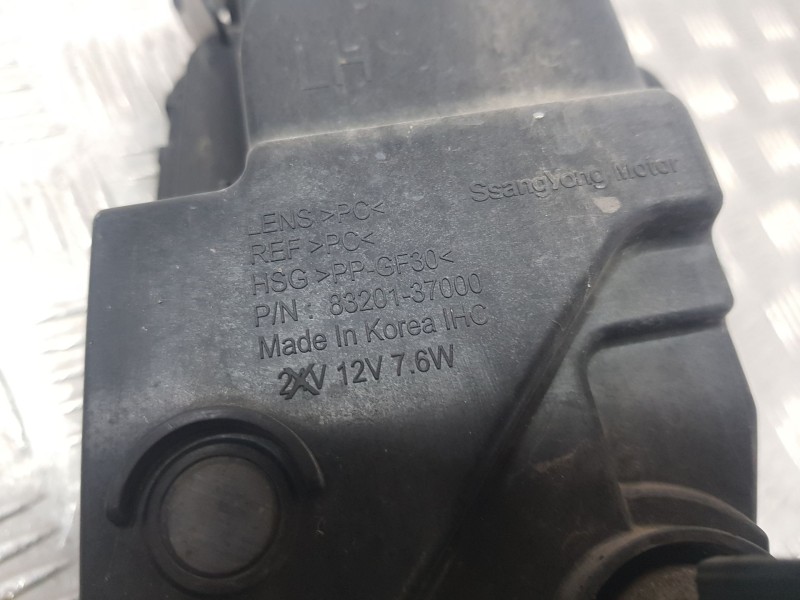 LH
SsangYong Motor
LENS >PC<
REF >PC<
HSG >PP-GF30<
P/N : 83201-37000
Made In Korea IHC
12V 7.6W